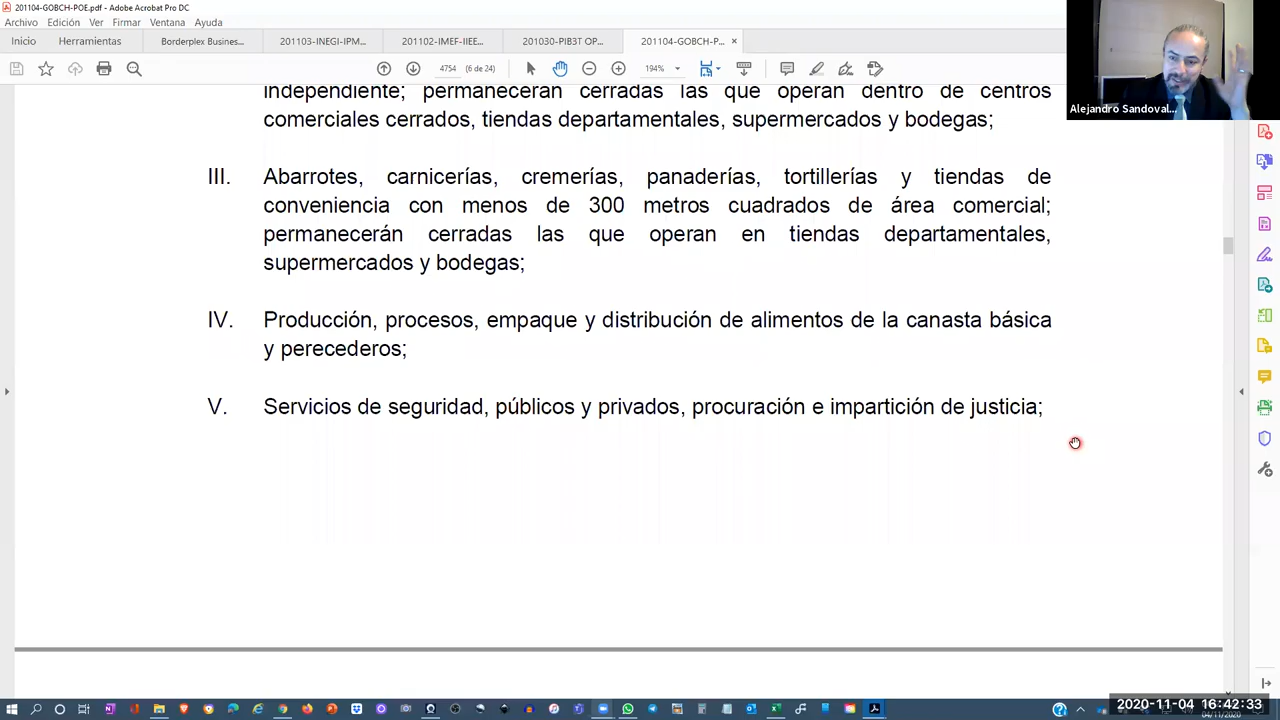 201104-GOBCH-POE.pdf - Adobe Acrobat Pro DC
Archivo Edición Ver Firmar Ventana Ayuda
Inicio Herramientas Borderplex Busines... 201103-INEGI-IPM... 201102-IMEF-IIEE... 201030-PIB3T OP... 201104-GOBCH-P... ×
4754 (6 de 24) 194%
Alejandro Sandoval...
independiente; permanecerán cerradas las que operan dentro de centros
comerciales cerrados, tiendas departamentales, supermercados y bodegas;
III. Abarrotes, carnicerías, cremerías, panaderías, tortillerías y tiendas de
conveniencia con menos de 300 metros cuadrados de área comercial;
permanecerán cerradas las que operan en tiendas departamentales,
supermercados y bodegas;
IV. Producción, procesos, empaque y distribución de alimentos de la canasta básica
y perecederos;
V. Servicios de seguridad, públicos y privados, procuración e impartición de justicia;
2020-11-04 16:42:33
04/11/2020